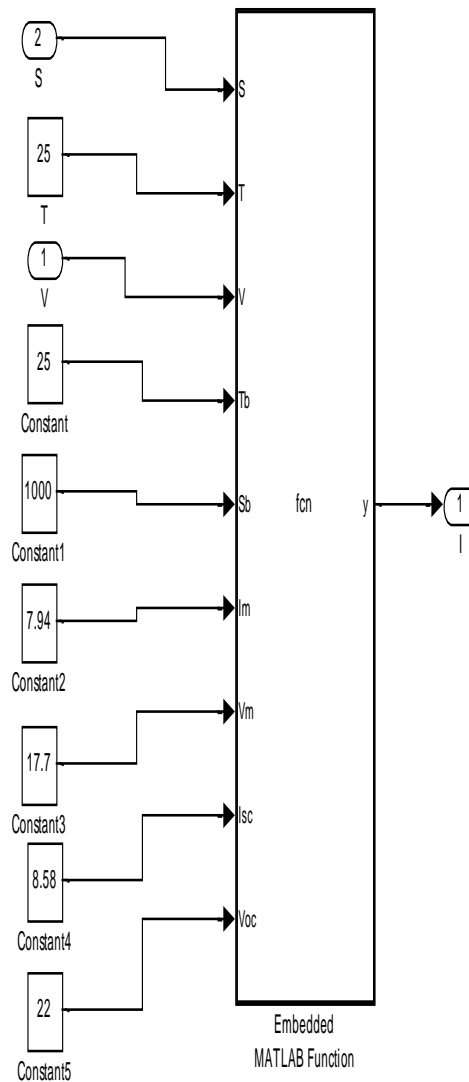 2
S
S
25
T
T
1
V
V
25
Tb
Constant
1000
Sb
fcn
y
1
Constant1
I
7.94
Im
Constant2
Vm
17.7
Constant3
Isc
8.58
Constant4
Voc
22
Embedded
MATLAB Function
Constant5